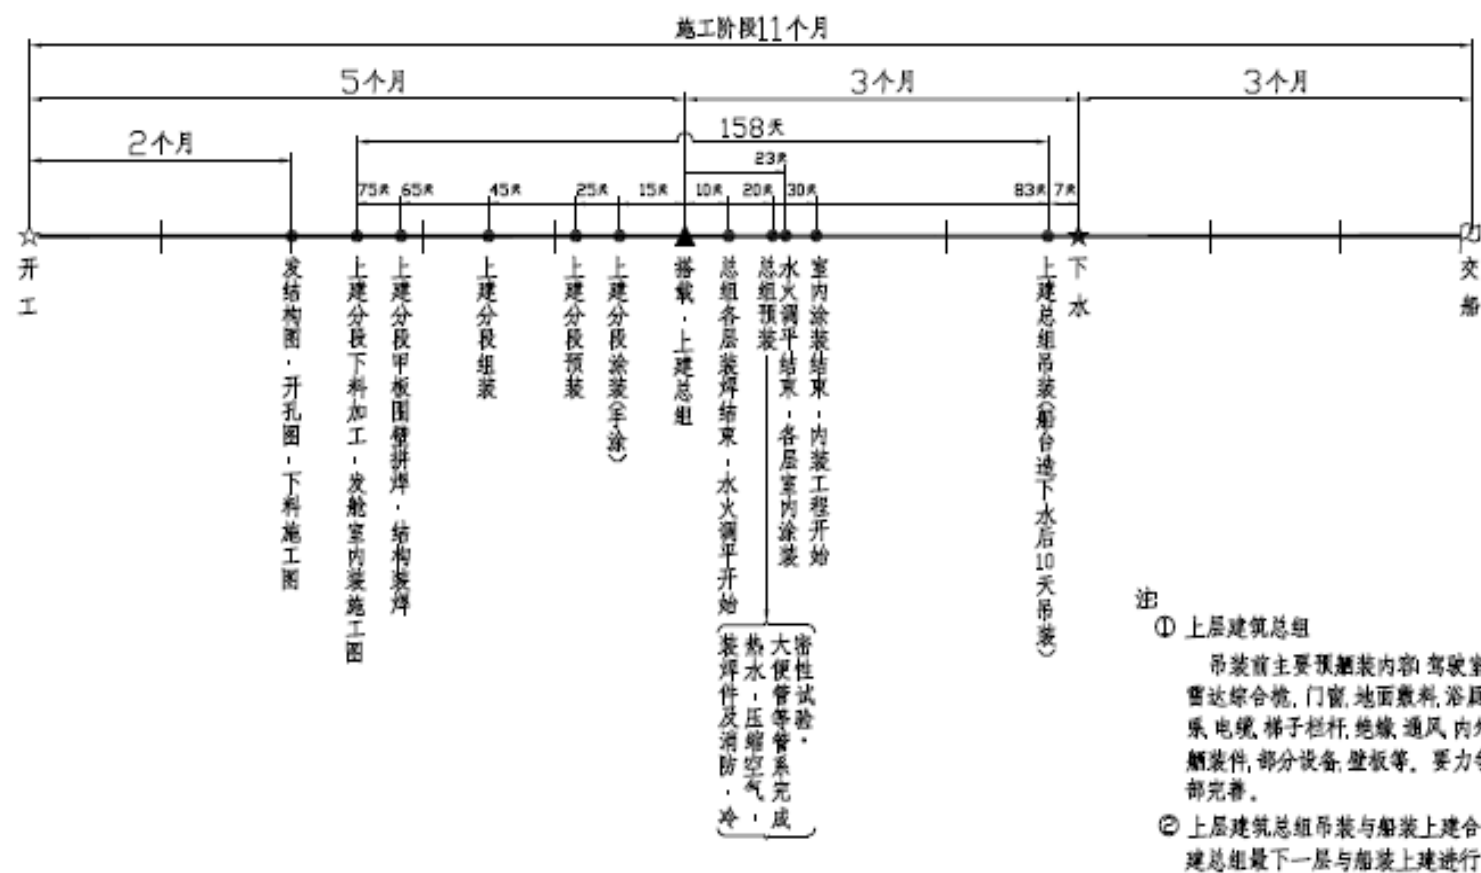 施工阶段11个月
5个月
3个月
3个月
158天
2个月
23天
75天
65天
45天
25天
15天
10天
20天
30天
83天
7天
开工
发结构图·开孔图·下料施工图
上建分段下料加工·发舱室内装施工图
上建分段甲板围壁拼焊·结构装焊
上建分段组装
上建分段预装
上建分段涂装(手涂)
搭载·上建总组
总组各层装焊结束·水火调平开始
总组预装
水火调平结束·各层室内涂装
室内涂装结束·内装工程开始
上建总组吊装(船台造下水后10天吊装)
下水
交船
密性试验·
大便管等管系完成
热水·压缩空气·
装焊件及消防·冷
注
① 上层建筑总组
吊装前主要预舾装内容:驾驶室
雷达综合桅,门窗,地面敷料,浴厕
系,电缆,梯子栏杆,绝缘,通风,内外
舾装件,部分设备,壁板等。要力争
部完善。
② 上层建筑总组吊装与船装上建合
建总组最下一层与船装上建进行